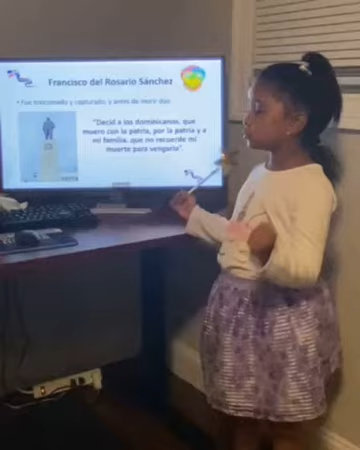 Francisco del Rosario Sánchez
• Fue traicionado y capturado, y antes de morir dijo
"Decid a los dominicanos, que
muero con la patria, por la patria y a
mi familia, que no recuerde mi
muerte para vengarla".